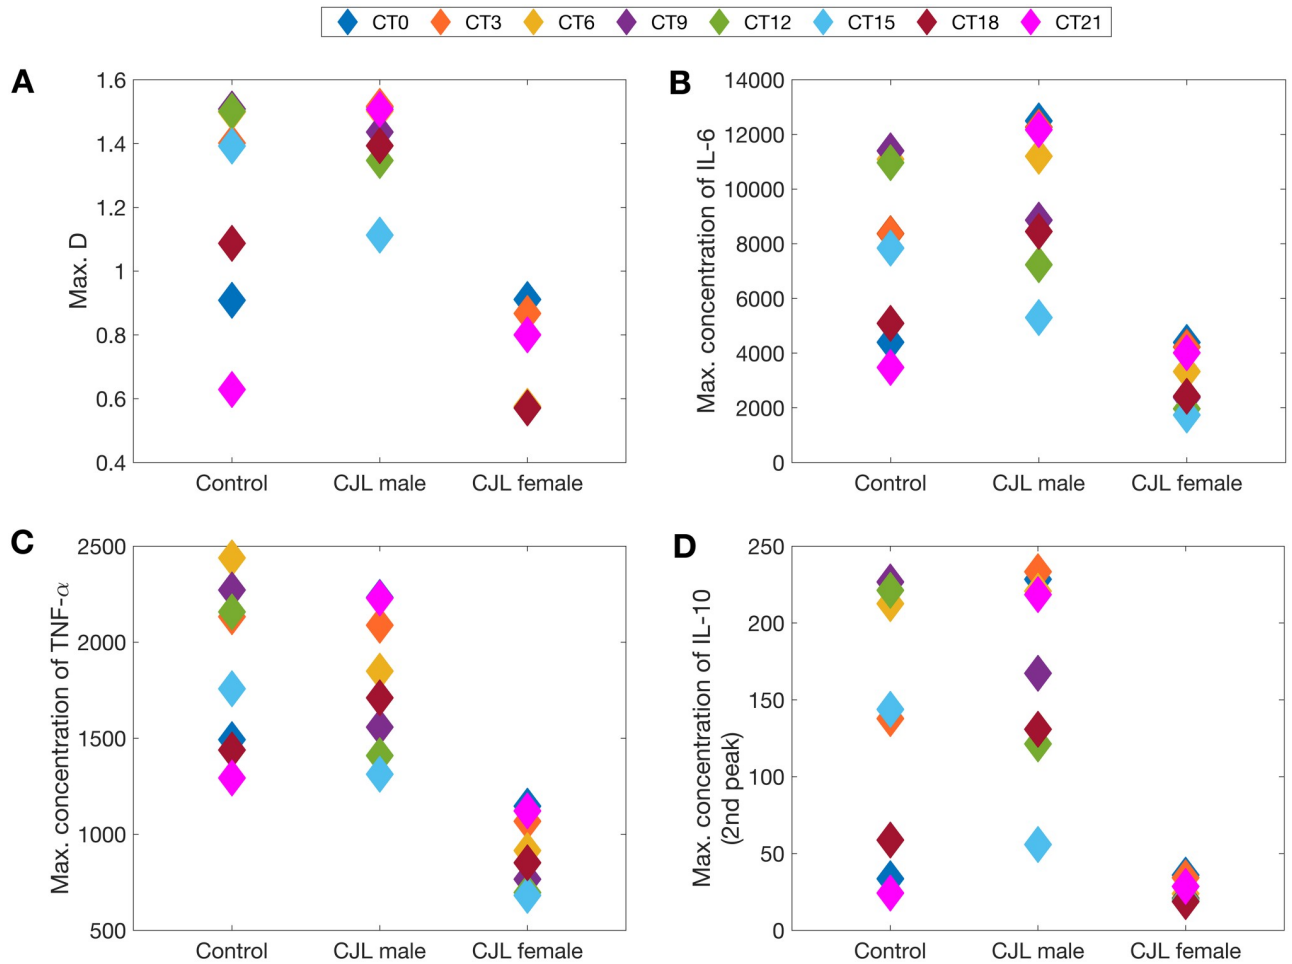 CT0 CT3 CT6 CT9 CT12 CT15 CT18 CT21
A
1.6
1.4
1.2
1
0.8
0.6
0.4
Max. D
Control CJL male CJL female
B
14000
12000
10000
8000
6000
4000
2000
0
Max. concentration of IL-6
Control CJL male CJL female
C
2500
2000
1500
1000
500
Max. concentration of TNF-α
Control CJL male CJL female
D
250
200
150
100
50
0
Max. concentration of IL-10
(2nd peak)
Control CJL male CJL female